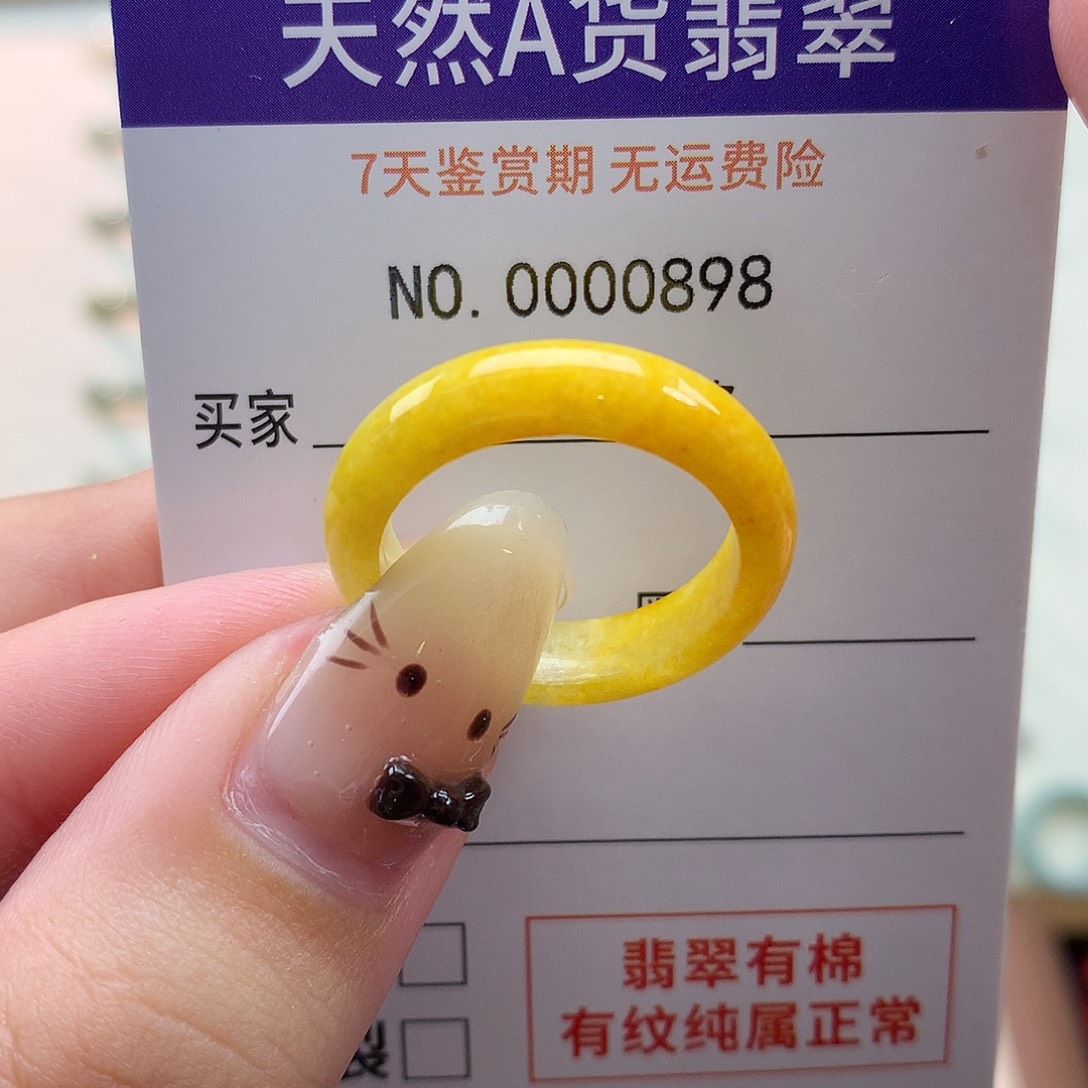 天然A货翡翠
7天鉴赏期 无运费险
NO. 0000898
买家
翡翠有棉
有纹纯属正常
裂